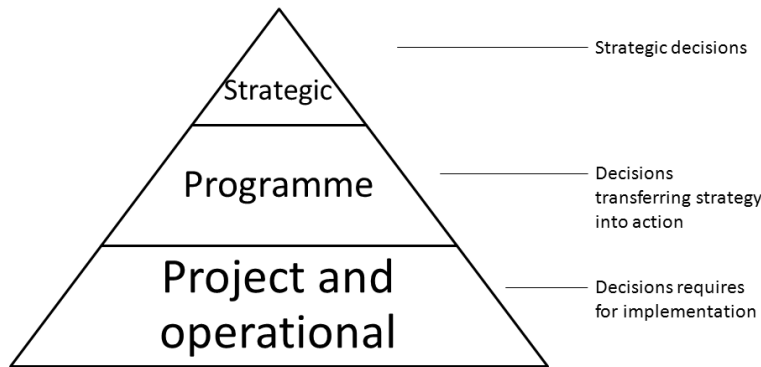 Strategic
Strategic decisions
Programme
Decisions
transferring strategy
into action
Project and
operational
Decisions requires
for implementation